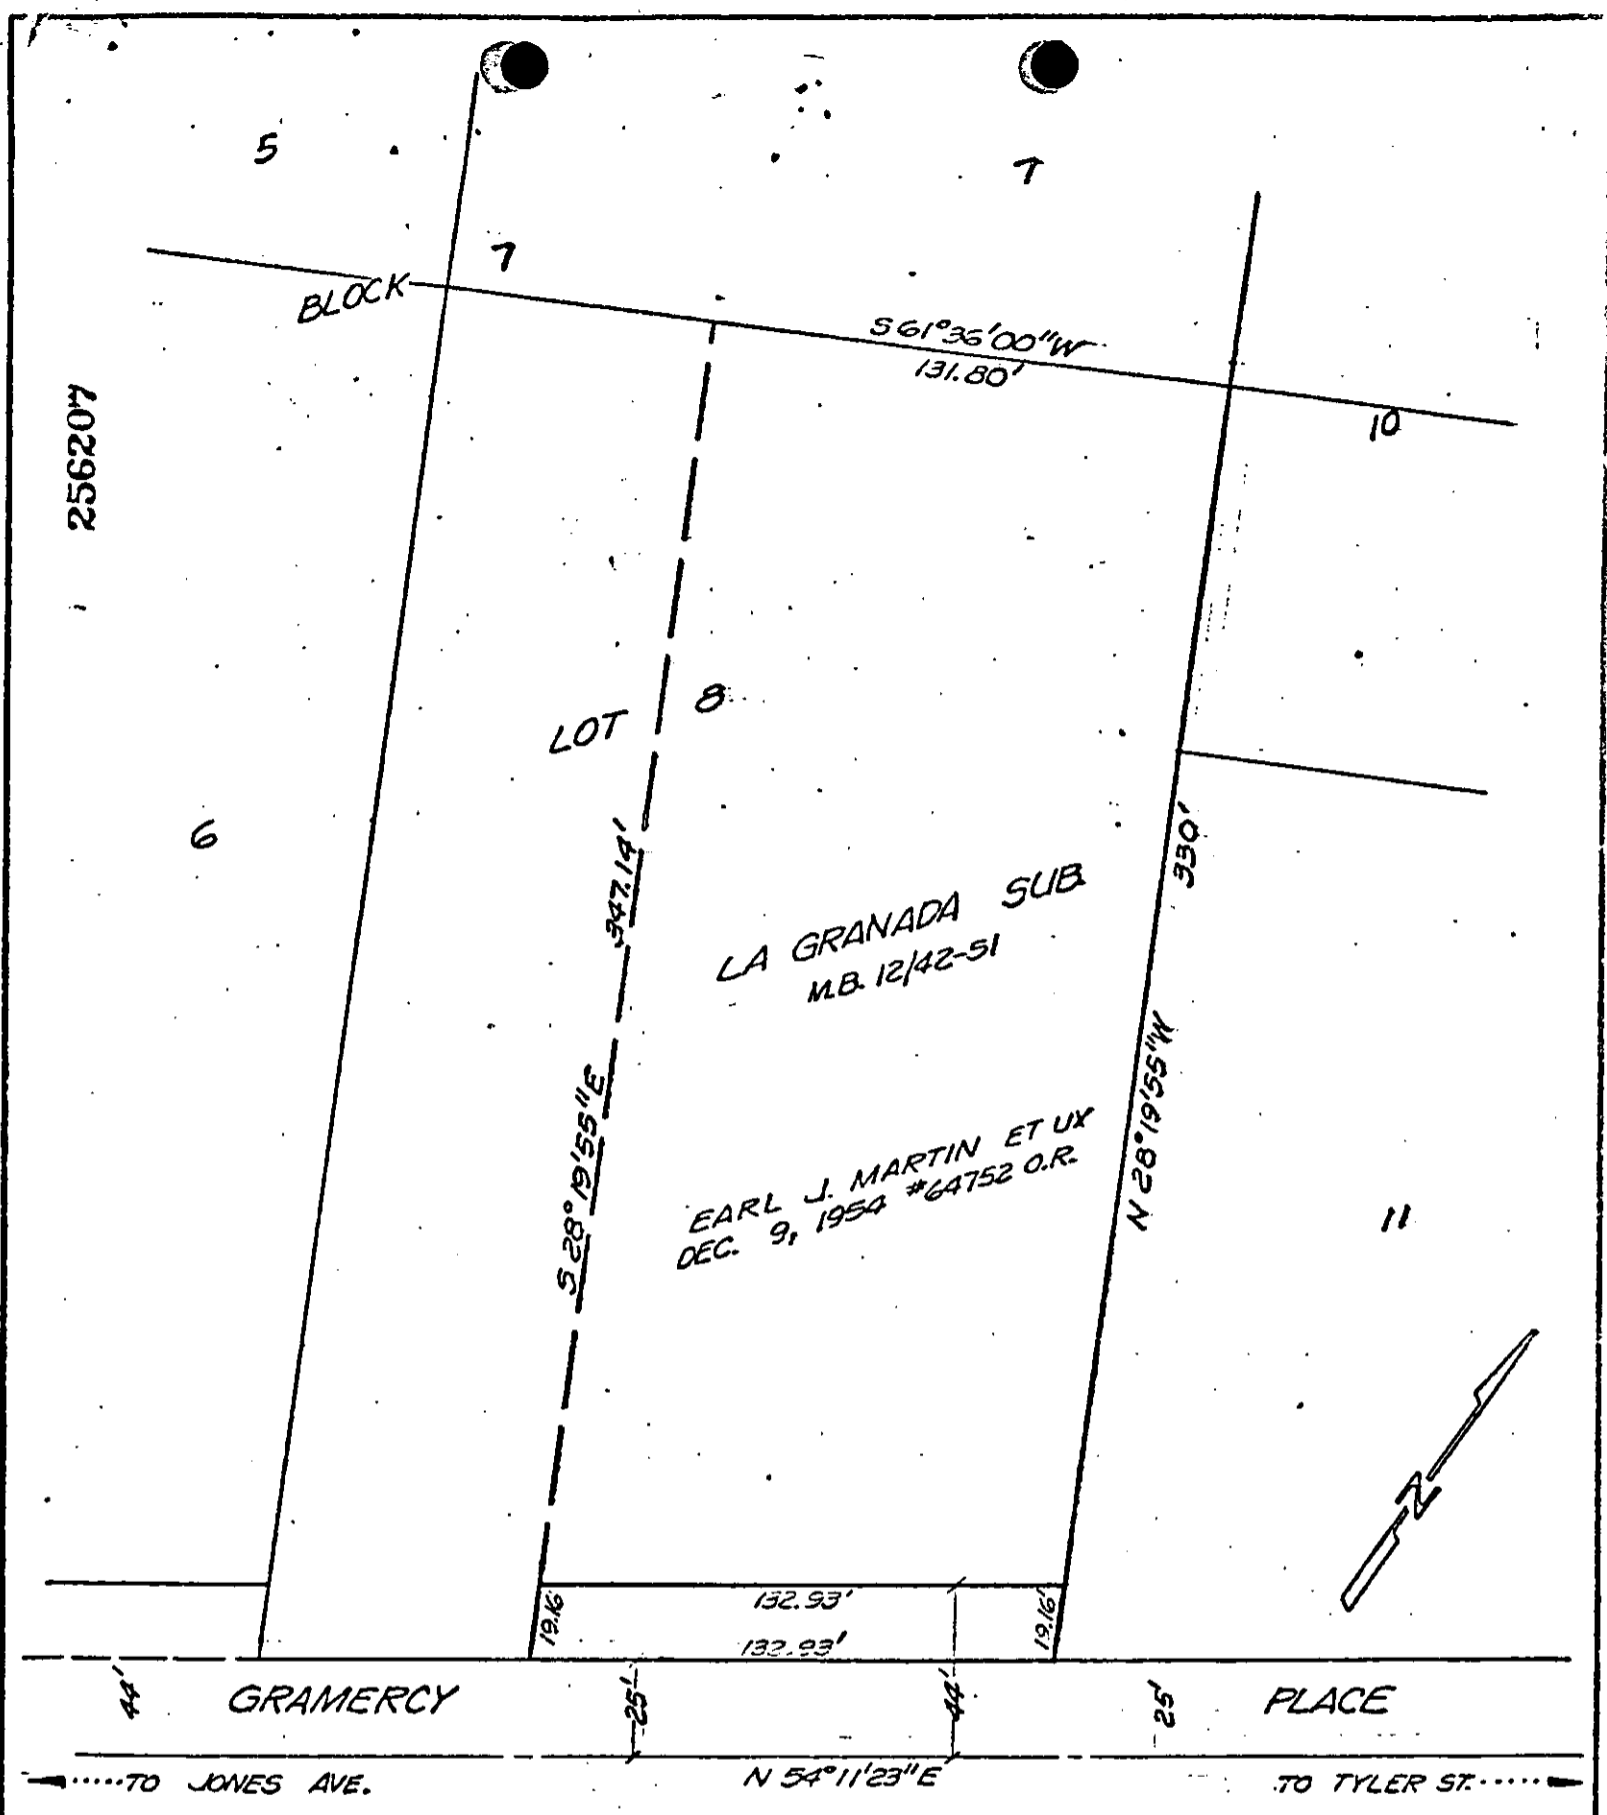 5
7
7
BLOCK
S 61°36'00"W
131.80'
10
256207
LOT 8
6
347.14'
330'
LA GRANADA SUB.
M.B. 12/42-51
S 28°19'55"E
N 28°19'55"W
EARL J. MARTIN ET UX
DEC. 9, 1954 #64752 O.R.
11
N
132.93'
19.16'
19.16'
132.93'
44'
GRAMERCY
25'
44'
25'
PLACE
TO JONES AVE.
N 54°11'23"E
TO TYLER ST.